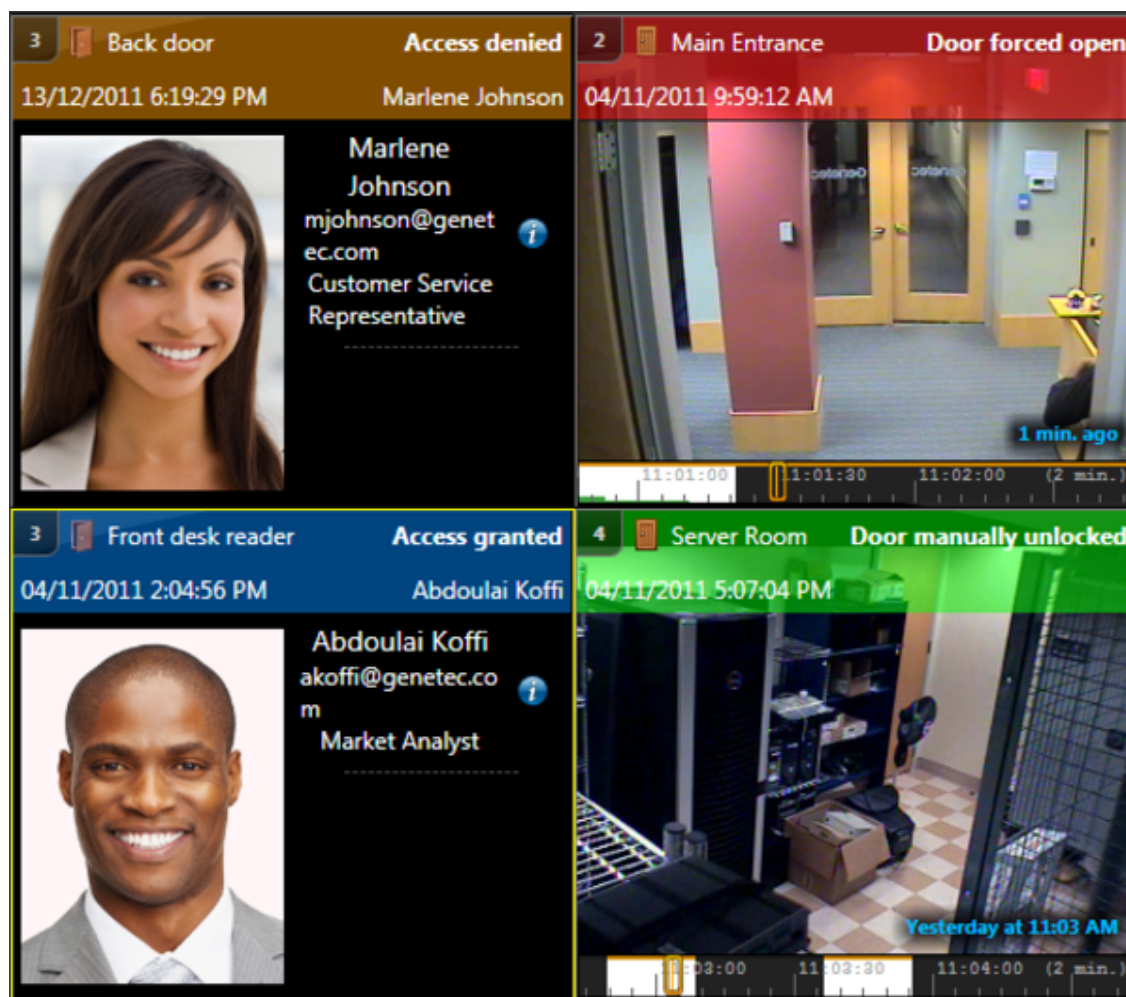 3 Back door Access denied
13/12/2011 6:19:29 PM Marlene Johnson
Marlene
Johnson
mjohnson@genet
ec.com
Customer Service
Representative
2 Main Entrance Door forced open
04/11/2011 9:59:12 AM
Genetec Genetec
1 min. ago
11:01:00 11:01:30 11:02:00 (2 min.)
3 Front desk reader Access granted
04/11/2011 2:04:56 PM Abdoulai Koffi
Abdoulai Koffi
akoffi@genetec.co
m
Market Analyst
4 Server Room Door manually unlocked
04/11/2011 5:07:04 PM
Yesterday at 11:03 AM
11:03:00 11:03:30 11:04:00 (2 min.)